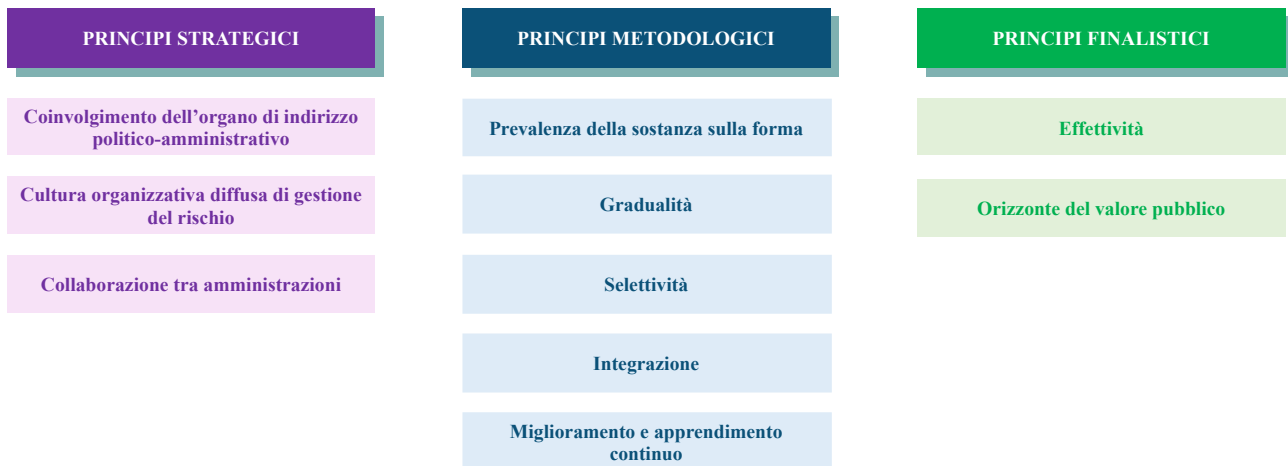 PRINCIPI STRATEGICI
Coinvolgimento dell’organo di indirizzo
politico-amministrativo
Cultura organizzativa diffusa di gestione
del rischio
Collaborazione tra amministrazioni
PRINCIPI METODOLOGICI
Prevalenza della sostanza sulla forma
Gradualità
Selettività
Integrazione
Miglioramento e apprendimento
continuo
PRINCIPI FINALISTICI
Effettività
Orizzonte del valore pubblico